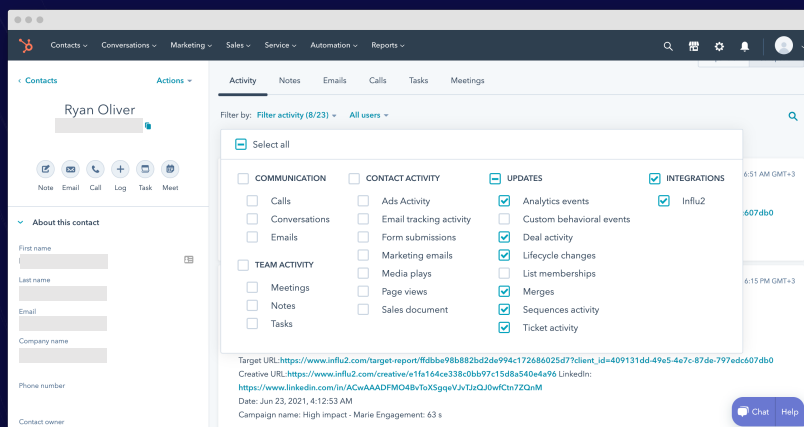 Contacts Conversations Marketing Sales Service Automation Reports
Contacts Actions
Ryan Oliver
Note Email Call Log Task Meet
About this contact
First name
Last name
Email
Company name
Phone number
Contact owner
Activity Notes Emails Calls Tasks Meetings
Filter by: Filter activity (8/23) All users
Select all
COMMUNICATION
Calls
Conversations
Emails
TEAM ACTIVITY
Meetings
Notes
Tasks
CONTACT ACTIVITY
Ads Activity
Email tracking activity
Form submissions
Marketing emails
Media plays
Page views
Sales document
UPDATES
Analytics events
Custom behavioral events
Deal activity
Lifecycle changes
List memberships
Merges
Sequences activity
Ticket activity
INTEGRATIONS
Influ2
6:51 AM GMT+3
607db0
6:15 PM GMT+3
Target URL:https://www.influ2.com/target-report/ffdbbe98b882bd2de994c172686025d7?client_id=409131dd-49e5-4e7c-87de-797edc607db0
Creative URL:https://www.influ2.com/creative/e1fa164ce338c0bb97c15d8a540e4a96 LinkedIn:
https://www.linkedin.com/in/ACwAAADFMO4BvToXSgqeVJvTJzQJ0wfCtn7ZQnM
Date: Jun 23, 2021, 4:12:53 AM
Campaign name: High impact - Marie Engagement: 63 s
Chat Help